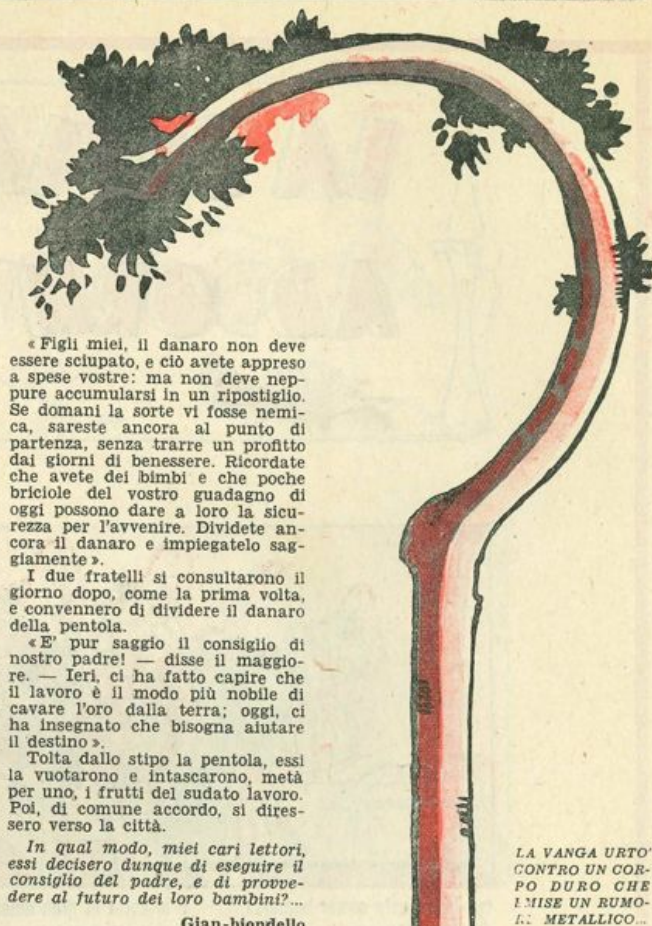 «Figli miei, il danaro non deve
essere sciupato, e ciò avete appreso
a spese vostre: ma non deve nep-
pure accumularsi in un ripostiglio.
Se domani la sorte vi fosse nemi-
ca, sareste ancora al punto di
partenza, senza trarre un profitto
dai giorni di benessere. Ricordate
che avete dei bimbi e che poche
briciole del vostro guadagno di
oggi possono dare a loro la sicu-
rezza per l'avvenire. Dividete an-
cora il danaro e impiegatelo sag-
giamente».
I due fratelli si consultarono il
giorno dopo, come la prima volta,
e convennero di dividere il danaro
della pentola.
«E' pur saggio il consiglio di
nostro padre! — disse il maggio-
re. — Ieri, ci ha fatto capire che
il lavoro è il modo più nobile di
cavare l'oro dalla terra; oggi, ci
ha insegnato che bisogna aiutare
il destino».
Tolta dallo stipo la pentola, essi
la vuotarono e intascarono, metà
per uno, i frutti del sudato lavoro.
Poi, di comune accordo, si dires-
sero verso la città.
In qual modo, miei cari lettori,
essi decisero dunque di eseguire il
consiglio del padre, e di provve-
dere al futuro dei loro bambini?...
Gian-biondello
LA VANGA URTO'
CONTRO UN COR-
PO DURO CHE
EMISE UN RUMO-
RE METALLICO...